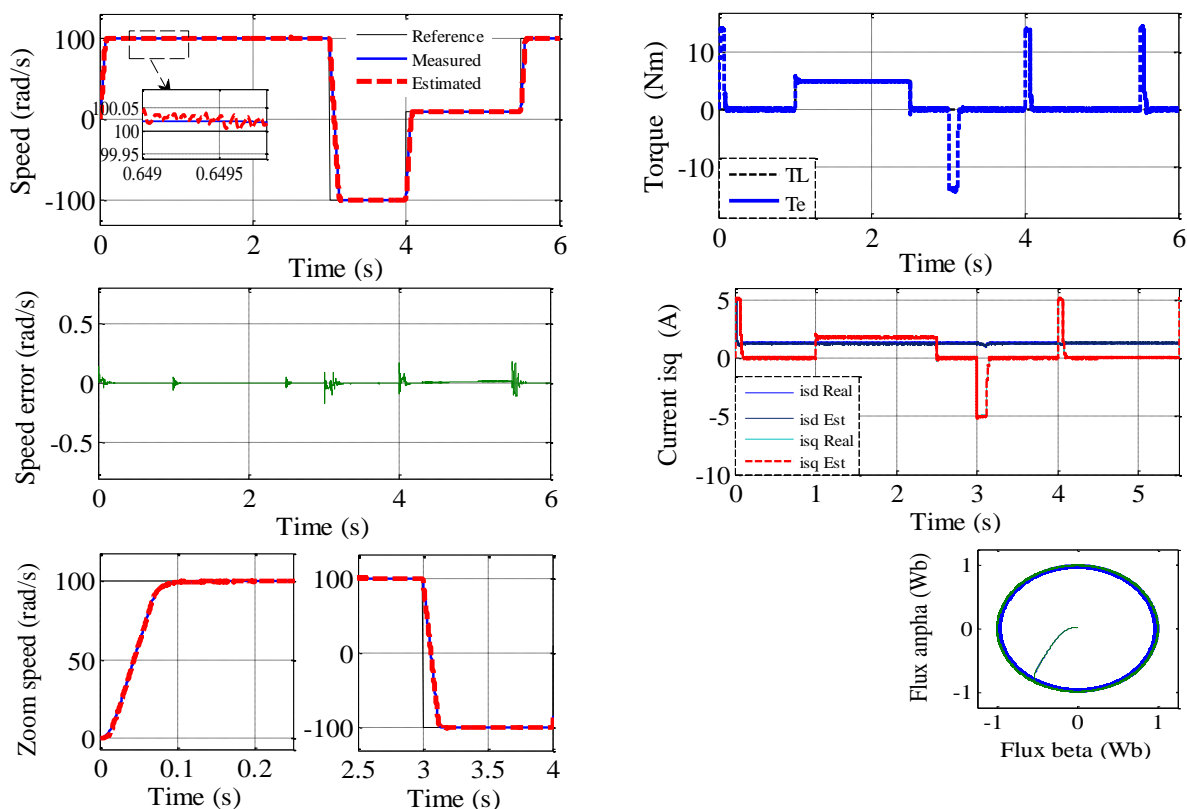 Speed (rad/s)
100
0
-100
Reference
Measured
Estimated
100.05
100
99.95
0.649
0.6495
0
2
4
6
Time (s)
Torque (Nm)
10
0
-10
TL
Te
0
2
4
6
Time (s)
Speed error (rad/s)
0.5
0
-0.5
0
2
4
6
Time (s)
Current isq (A)
5
0
-5
-10
isd Real
isd Est
isq Real
isq Est
0
1
2
3
4
5
Time (s)
Zoom speed (rad/s)
100
50
0
0
0.1
0.2
Time (s)
100
0
-100
2.5
3
3.5
4
Time (s)
Flux anpha (Wb)
1
0
-1
-1
0
1
Flux beta (Wb)